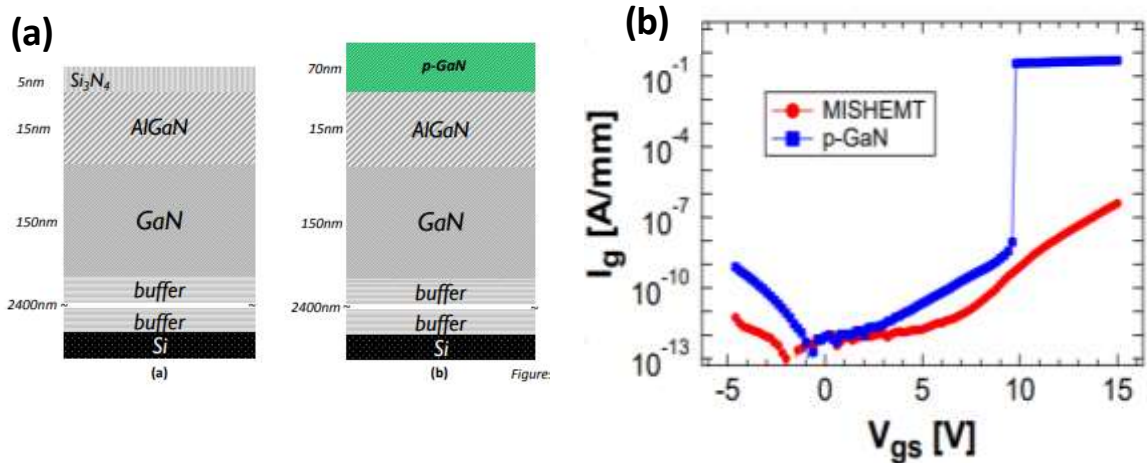 (a)
5nm Si₃N₄
15nm AlGaN
150nm GaN
buffer
2400nm ~ ~
buffer
Si
(a)
70nm p-GaN
15nm AlGaN
150nm GaN
buffer
2400nm ~ ~
buffer
Si
(b)
Figure:
(b)
MISHEMT
p-GaN
I_g [A/mm]
10⁻¹
10⁻⁴
10⁻⁷
10⁻¹⁰
10⁻¹³
-5 0 5 10 15
V_gs [V]